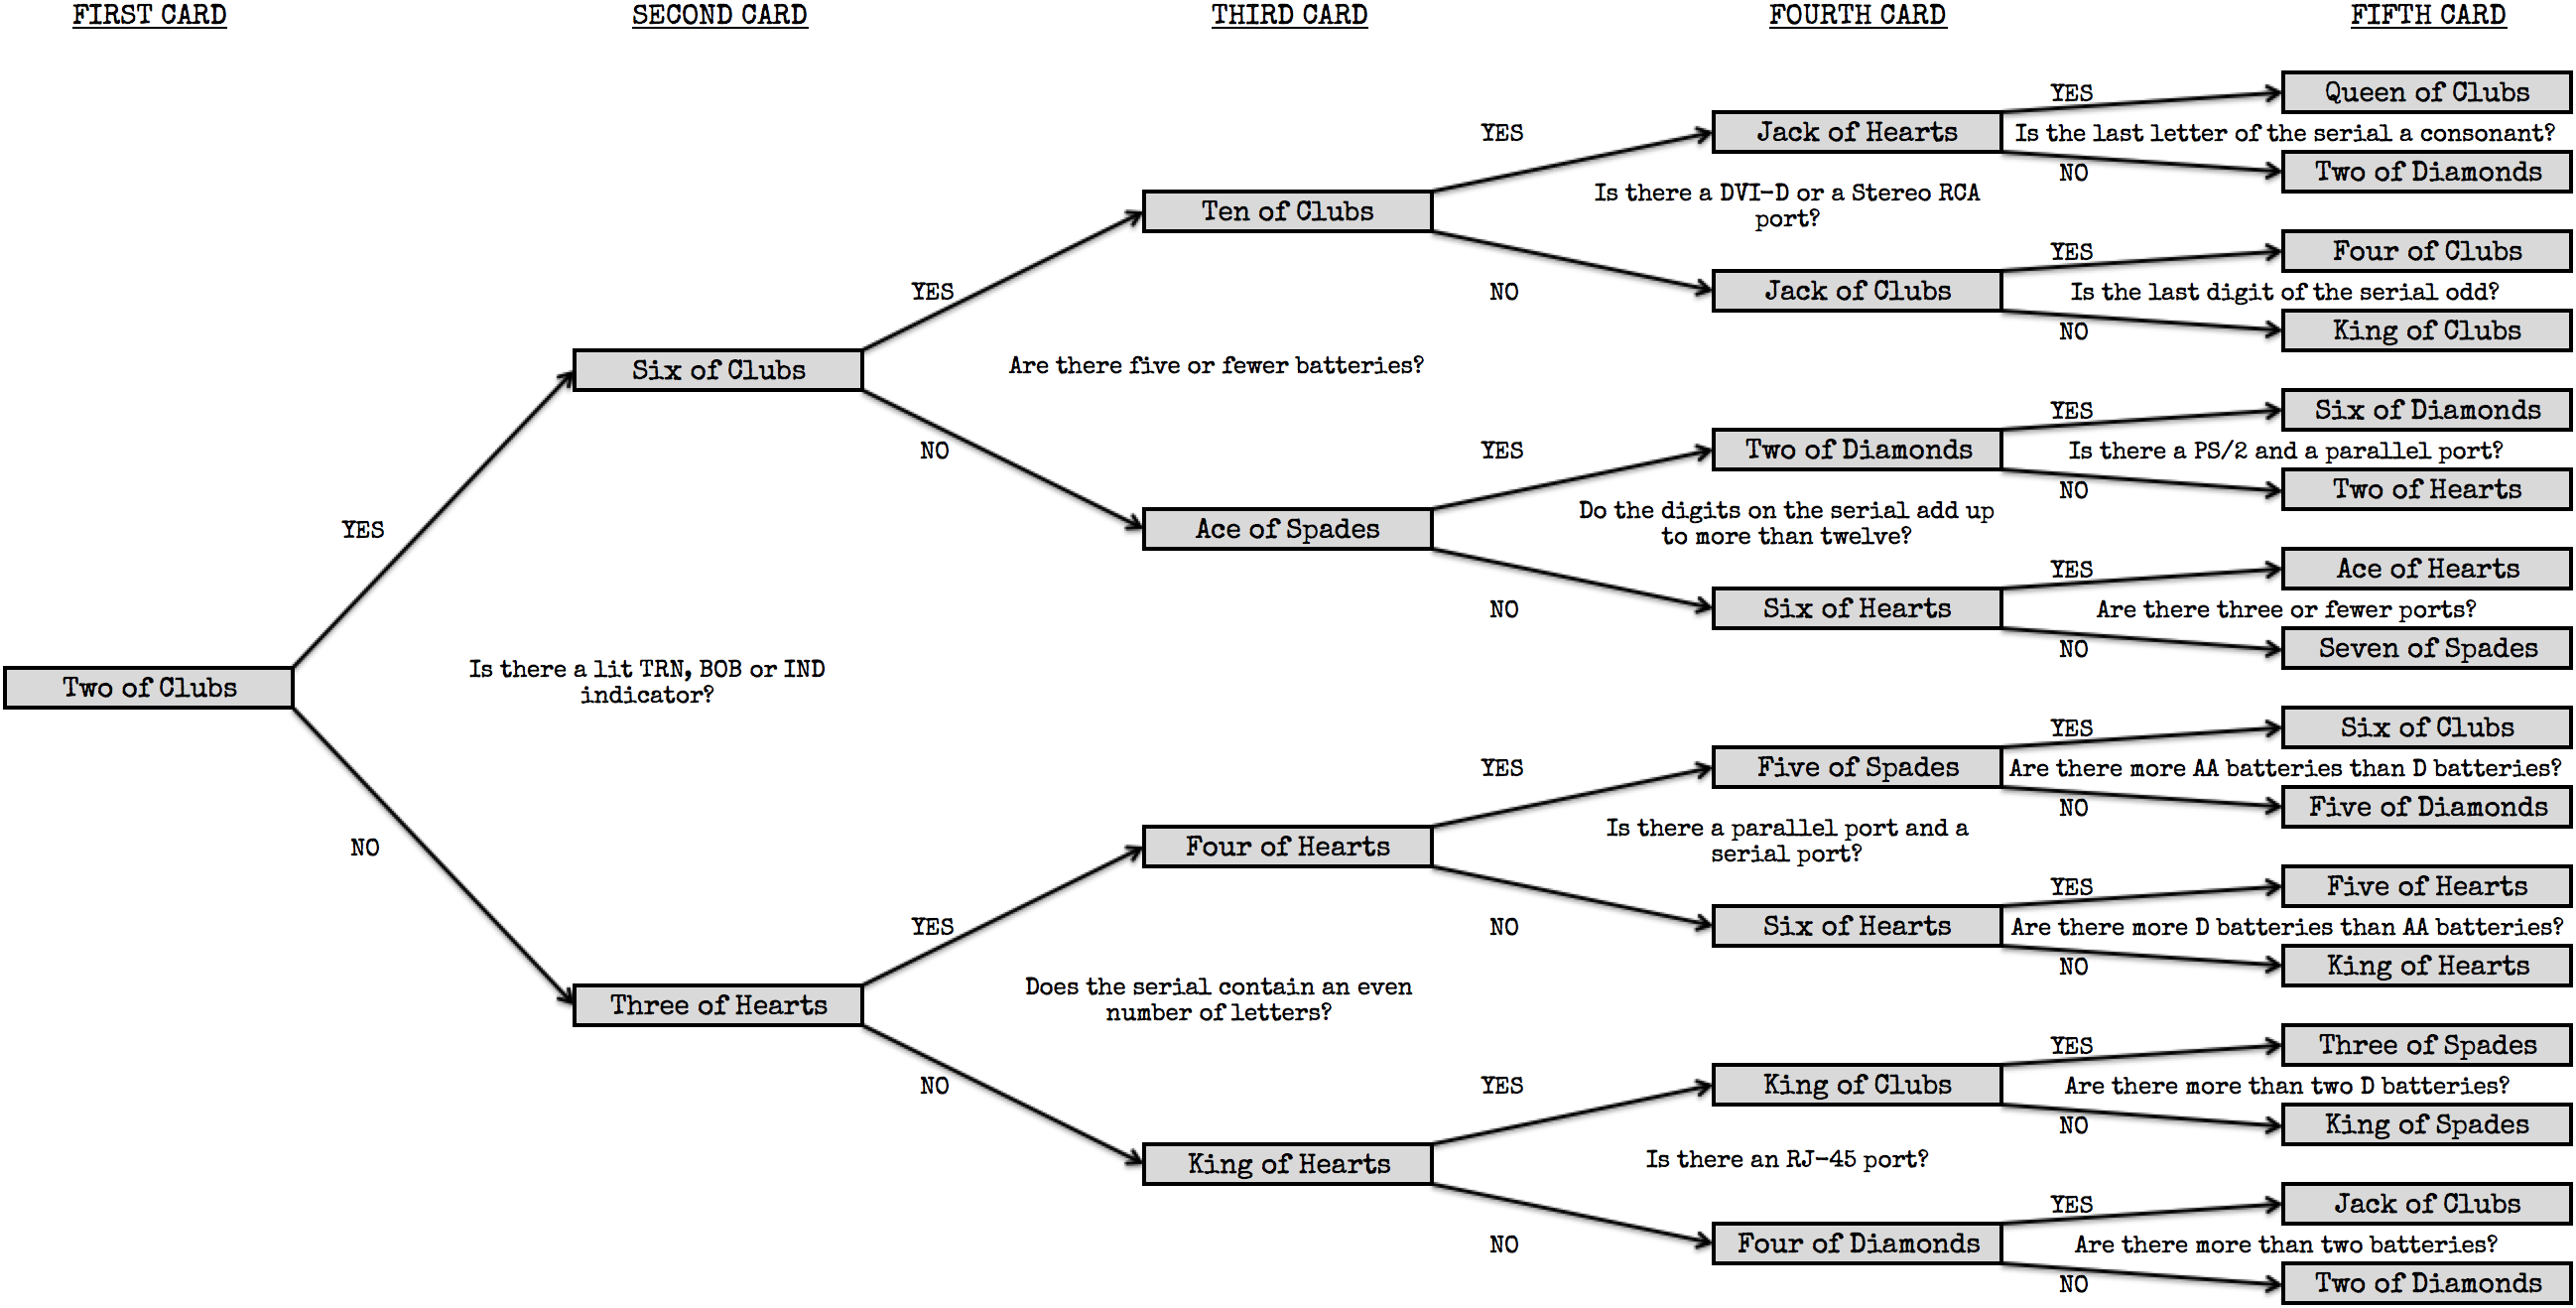 FIRST CARD
SECOND CARD
THIRD CARD
FOURTH CARD
FIFTH CARD
Two of Clubs
YES
NO
Is there a lit TRN, BOB or IND
indicator?
Six of Clubs
Three of Hearts
YES
NO
Are there five or fewer batteries?
YES
NO
Does the serial contain an even
number of letters?
Ten of Clubs
Ace of Spades
Four of Hearts
King of Hearts
YES
NO
Is there a DVI-D or a Stereo RCA
port?
YES
NO
Do the digits on the serial add up
to more than twelve?
YES
NO
Is there a parallel port and a
serial port?
YES
NO
Is there an RJ-45 port?
Jack of Hearts
Jack of Clubs
Two of Diamonds
Six of Hearts
Five of Spades
Six of Hearts
King of Clubs
Four of Diamonds
YES
Queen of Clubs
Is the last letter of the serial a consonant?
NO
Two of Diamonds
YES
Four of Clubs
Is the last digit of the serial odd?
NO
King of Clubs
YES
Six of Diamonds
Is there a PS/2 and a parallel port?
NO
Two of Hearts
YES
Ace of Hearts
Are there three or fewer ports?
NO
Seven of Spades
YES
Six of Clubs
Are there more AA batteries than D batteries?
NO
Five of Diamonds
YES
Five of Hearts
Are there more D batteries than AA batteries?
NO
King of Hearts
YES
Three of Spades
Are there more than two D batteries?
NO
King of Spades
YES
Jack of Clubs
Are there more than two batteries?
NO
Two of Diamonds